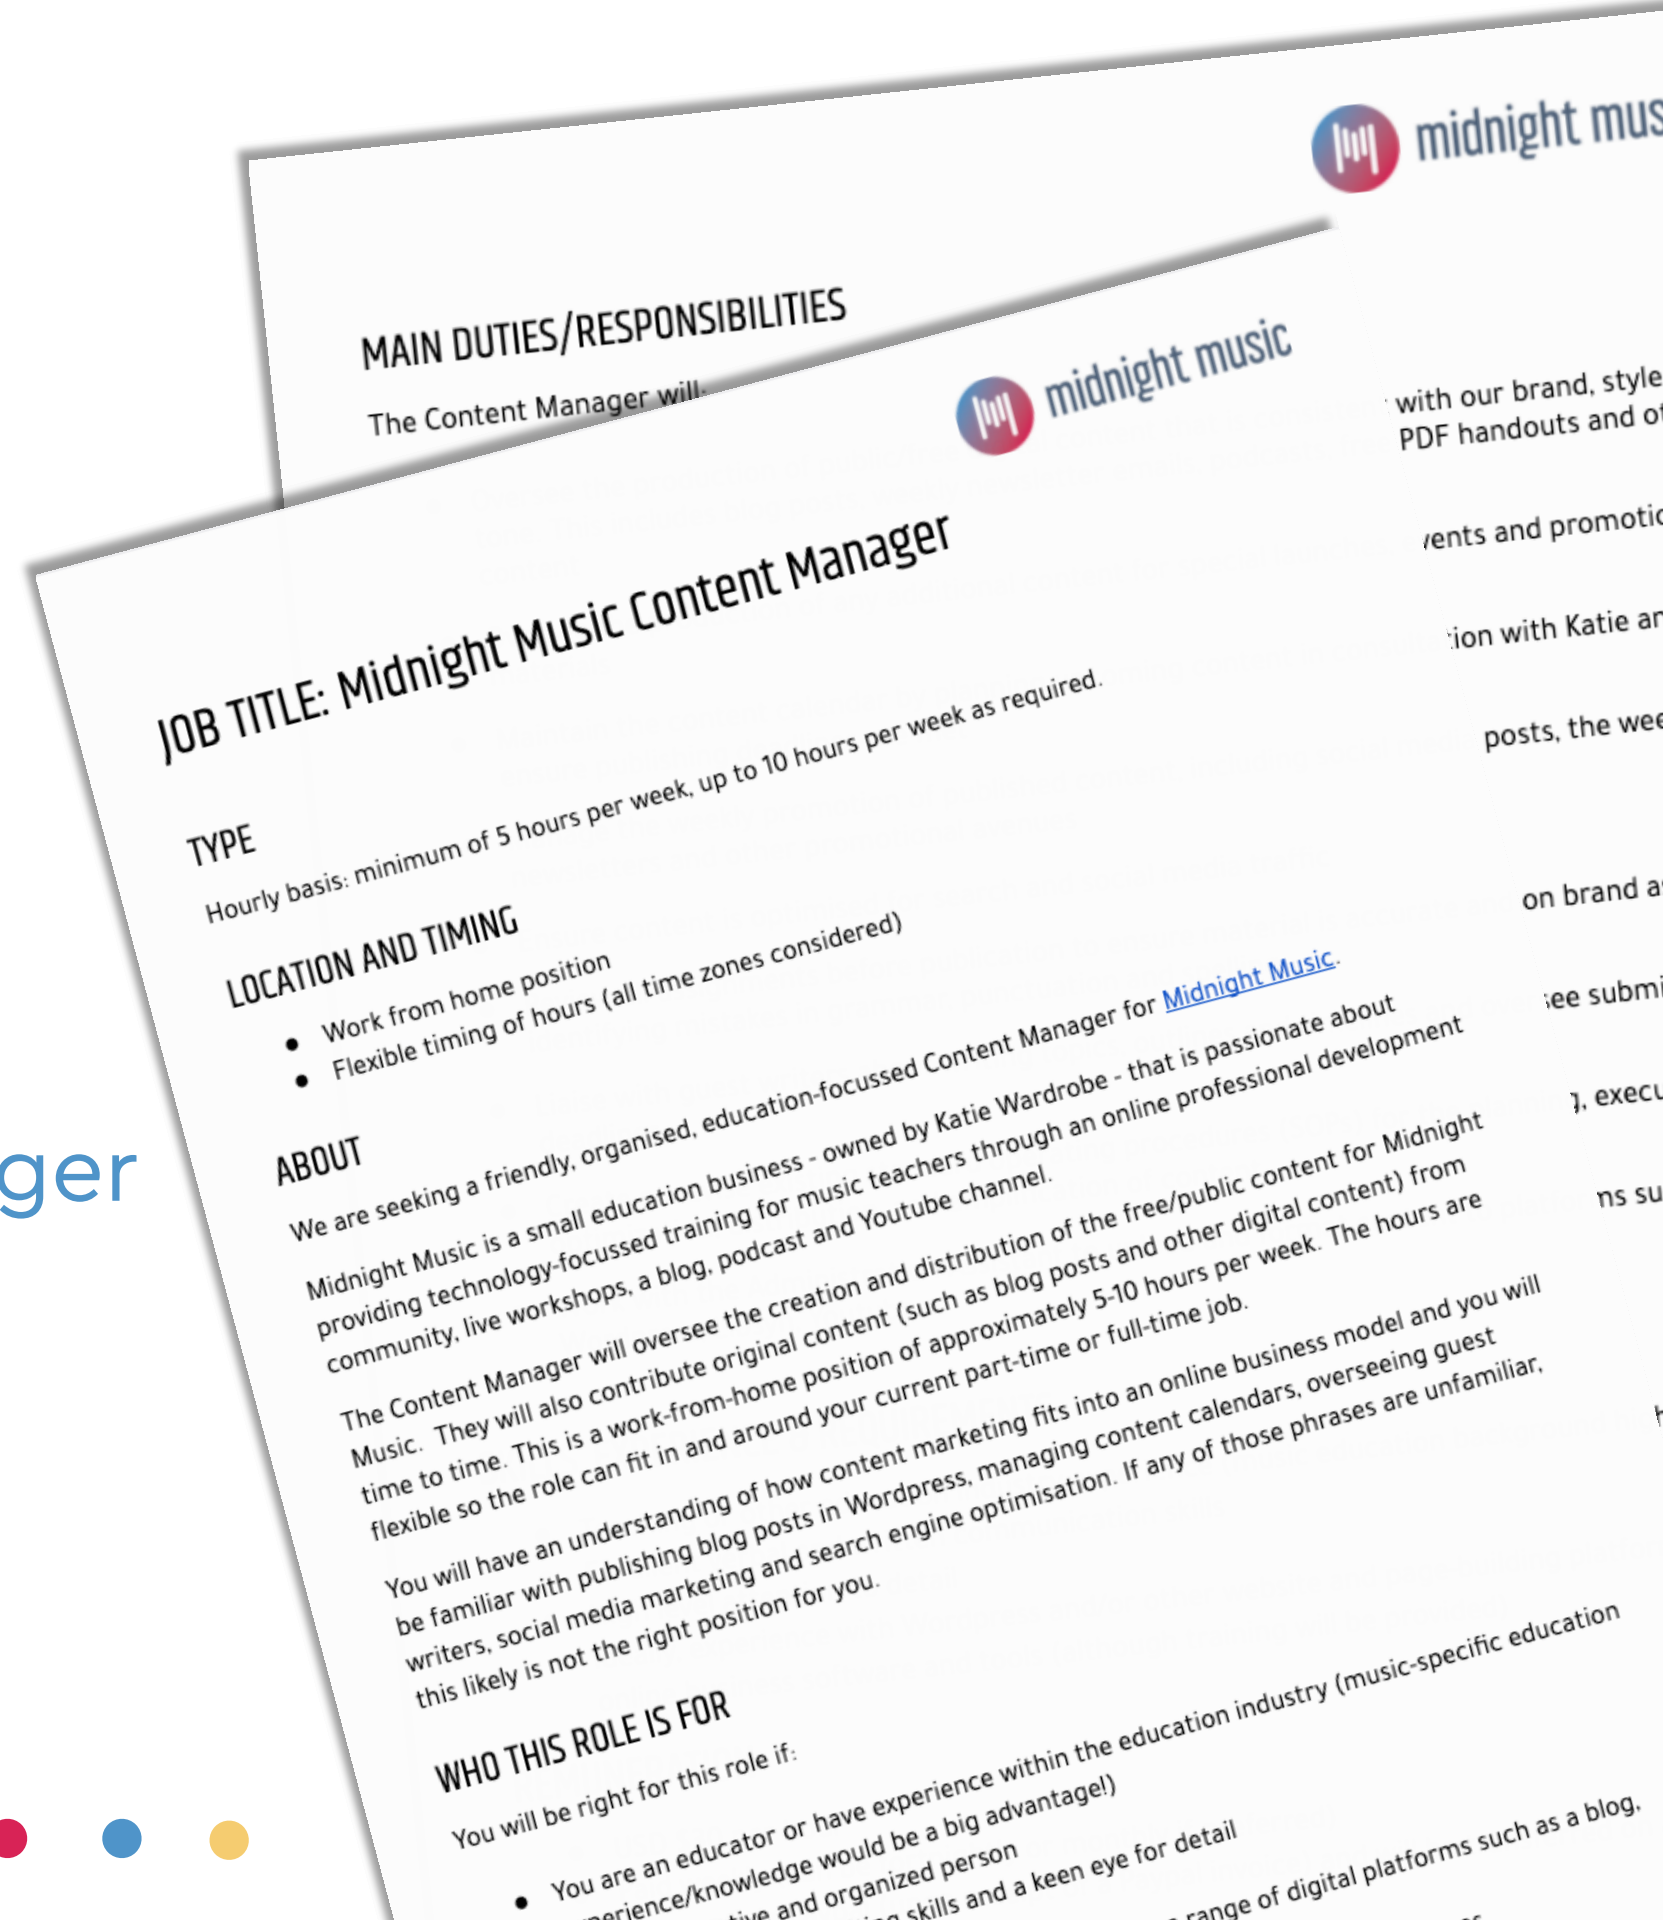 midnight
MAIN DUTIES/RESPONSIBILITIES
The Content Manager will:
midnight music
with our brand, style
PDF handouts and
JOB TITLE: Midnight Music Content Manager
and
with Katie
TYPE
Hourly basis: minimum of 5 hours per week, up to 10 hours per week as required.
posts, the
LOCATION AND TIMING
● Work from home position
● Flexible timing of hours (all time zones considered)
on brand
ABOUT
We are seeking a friendly, organised, education-focussed Content Manager for Midnight Music.
Midnight Music is a small education business - owned by Katie Wardrobe - that is passionate about
providing technology-focussed training for music teachers through an online professional development
community, live workshops, a blog, podcast and Youtube channel.
The Content Manager will oversee the creation and distribution of the free/public content for Midnight
Music. They will also contribute original content (such as blog posts and other digital content) from
time to time. This is a work-from-home position of approximately 5-10 hours per week. The hours are
flexible so the role can fit in and around your current part-time or full-time job.
You will have an understanding of how content marketing fits into an online business model and you will
be familiar with publishing blog posts in Wordpress, managing content calendars, overseeing guest
writers, social media marketing and search engine optimisation. If any of those phrases are unfamiliar,
this likely is not the right position for you.
WHO THIS ROLE IS FOR
You will be right for this role if:
● You are an educator or have experience within the education industry (music-specific education
experience/knowledge would be a big advantage!)
and organized person
skills and a keen eye for detail
range of digital platforms such as a blog,
ger